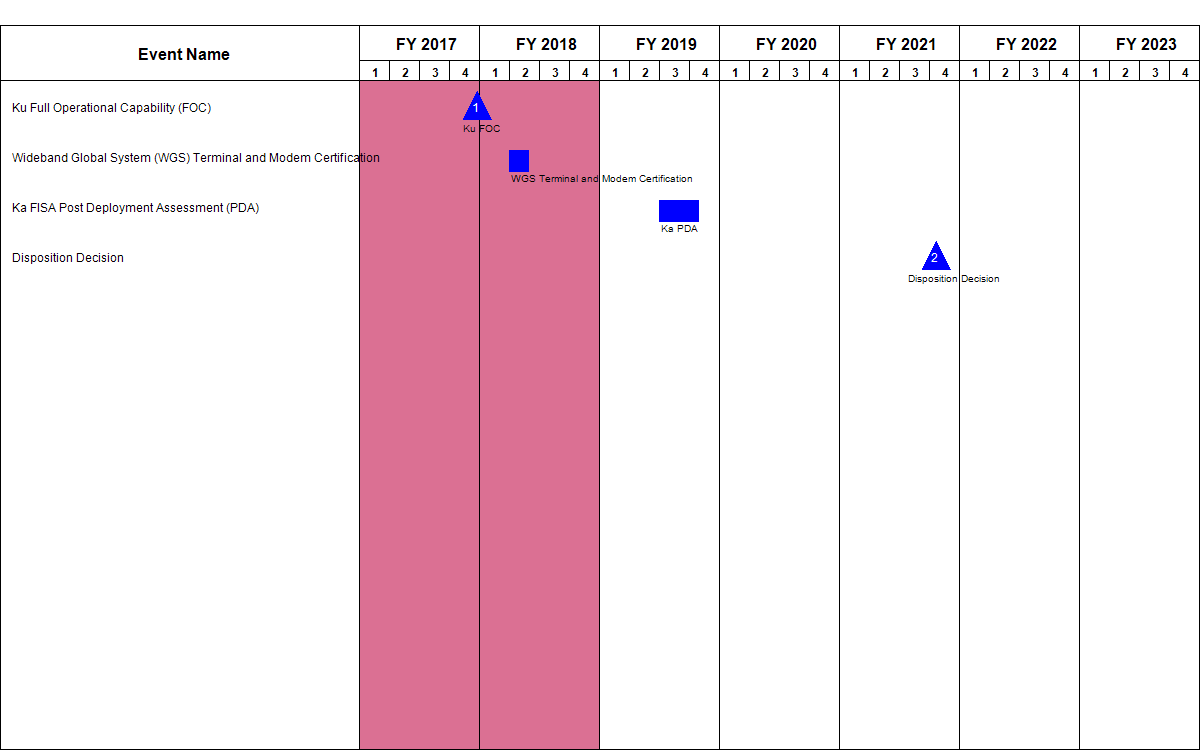 Event Name
FY 2017 FY 2018 FY 2019 FY 2020 FY 2021 FY 2022 FY 2023
1 2 3 4 1 2 3 4 1 2 3 4 1 2 3 4 1 2 3 4 1 2 3 4 1 2 3 4
Ku Full Operational Capability (FOC)
1
Ku FOC
Wideband Global System (WGS) Terminal and Modem Certification
WGS Terminal and Modem Certification
Ka FISA Post Deployment Assessment (PDA)
Ka PDA
Disposition Decision
2
Disposition Decision